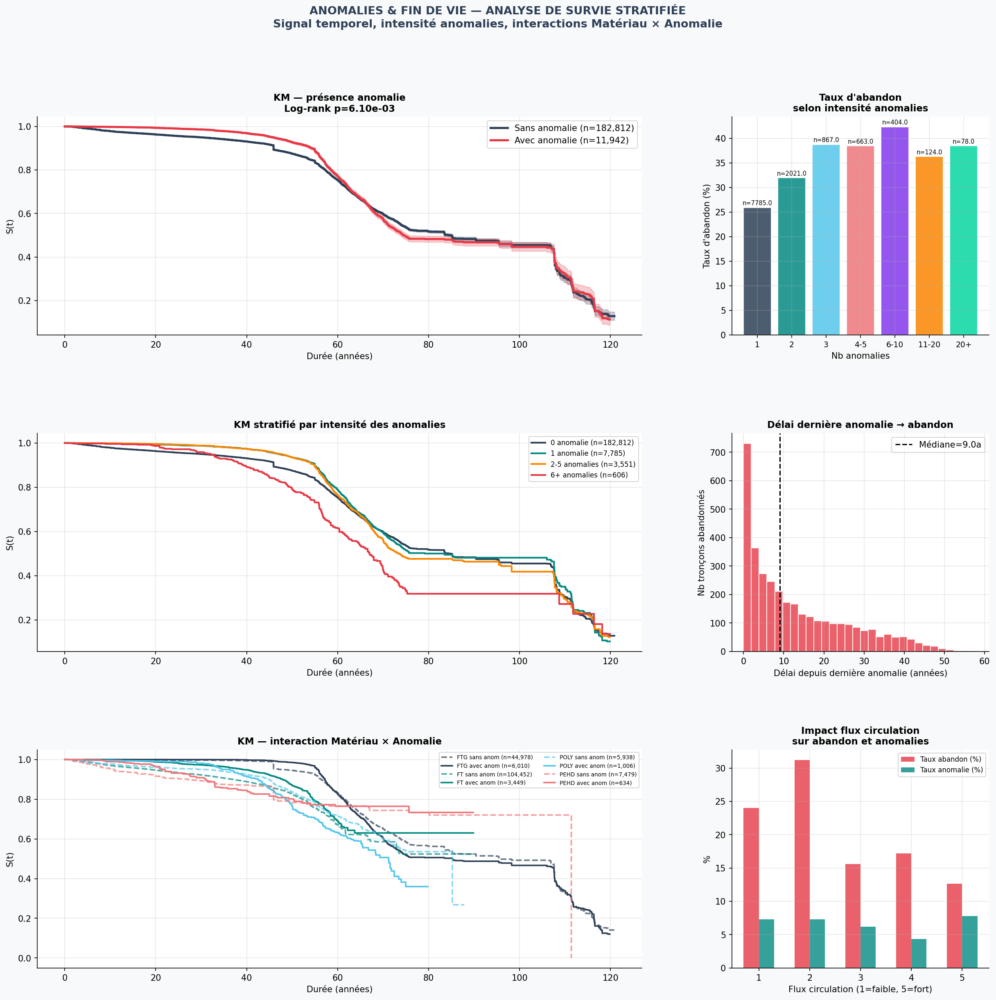 ANOMALIES & FIN DE VIE — ANALYSE DE SURVIE STRATIFIÉE
Signal temporel, intensité anomalies, interactions Matériau × Anomalie
KM — présence anomalie
Log-rank p=6.10e-03
S(t)
1.0
0.8
0.6
0.4
0.2
Sans anomalie (n=182,812)
Avec anomalie (n=11,942)
0 20 40 60 80 100 120
Durée (années)
Taux d'abandon
selon intensité anomalies
Taux d'abandon (%)
40
35
30
25
20
15
10
5
0
n=7785.0
n=2021.0
n=867.0
n=663.0
n=404.0
n=124.0
n=78.0
1 2 3 4-5 6-10 11-20 20+
Nb anomalies
KM stratifié par intensité des anomalies
S(t)
1.0
0.8
0.6
0.4
0.2
0 anomalie (n=182,812)
1 anomalie (n=7,785)
2-5 anomalies (n=3,551)
6+ anomalies (n=606)
0 20 40 60 80 100 120
Durée (années)
Délai dernière anomalie → abandon
Nb tronçons abandonnés
700
600
500
400
300
200
100
0
Médiane=9.0a
0 10 20 30 40 50 60
Délai depuis dernière anomalie (années)
KM — interaction Matériau × Anomalie
S(t)
1.0
0.8
0.6
0.4
0.2
0.0
FTG sans anom (n=44,978)
FTG avec anom (n=6,010)
FT sans anom (n=104,452)
FT avec anom (n=3,449)
POLY sans anom (n=5,938)
POLY avec anom (n=1,006)
PEHD sans anom (n=7,479)
PEHD avec anom (n=634)
0 20 40 60 80 100 120
Durée (années)
Impact flux circulation
sur abandon et anomalies
%
30
25
20
15
10
5
0
Taux abandon (%)
Taux anomalie (%)
1 2 3 4 5
Flux circulation (1=faible, 5=fort)